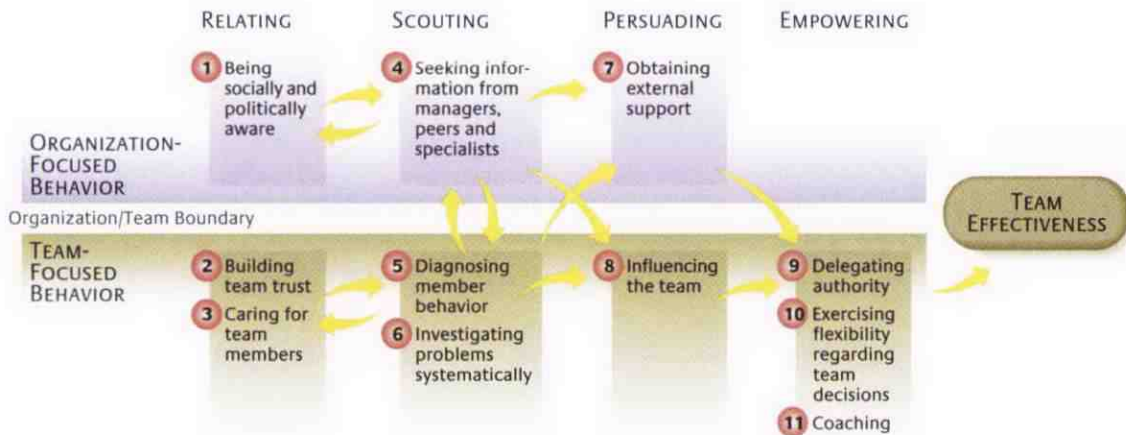 RELATING
SCOUTING
PERSUADING
EMPOWERING
1 Being
socially and
politically
aware
4 Seeking infor-
mation from
managers,
peers and
specialists
7 Obtaining
external
support
ORGANIZATION-
FOCUSED
BEHAVIOR
Organization/Team Boundary
TEAM
EFFECTIVENESS
TEAM-
FOCUSED
BEHAVIOR
2 Building
team trust
3 Caring for
team
members
5 Diagnosing
member
behavior
6 Investigating
problems
systematically
8 Influencing
the team
9 Delegating
authority
10 Exercising
flexibility
regarding
team
decisions
11 Coaching